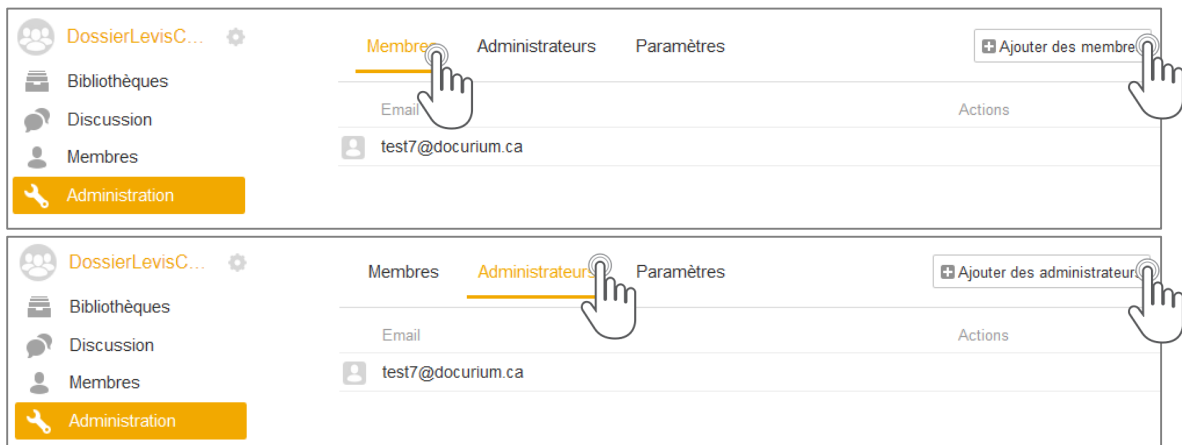 DossierLevisC...
Membres Administrateurs Paramètres Ajouter des membre
Bibliothèques
Email Actions
Discussion
test7@docurium.ca
Membres
Administration
DossierLevisC...
Membres Administrateurs Paramètres Ajouter des administrateur
Bibliothèques
Email Actions
Discussion
test7@docurium.ca
Membres
Administration